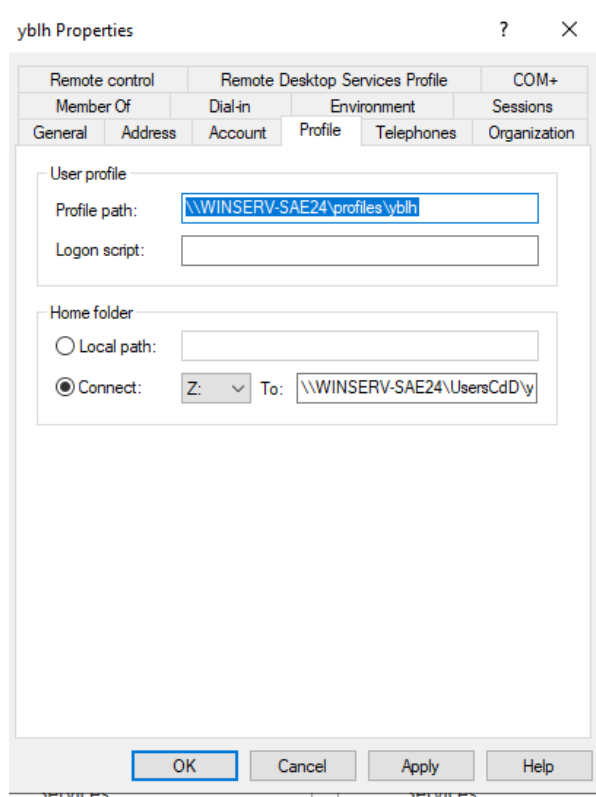 yblh Properties ? ×
Remote control Remote Desktop Services Profile COM+
Member Of Dial-in Environment Sessions
General Address Account Profile Telephones Organization
User profile
Profile path: \\WINSERV-SAE24\profiles\yblh
Logon script:
Home folder
Local path:
Connect: Z: To: \\WINSERV-SAE24\UsersCdD\y
OK Cancel Apply Help